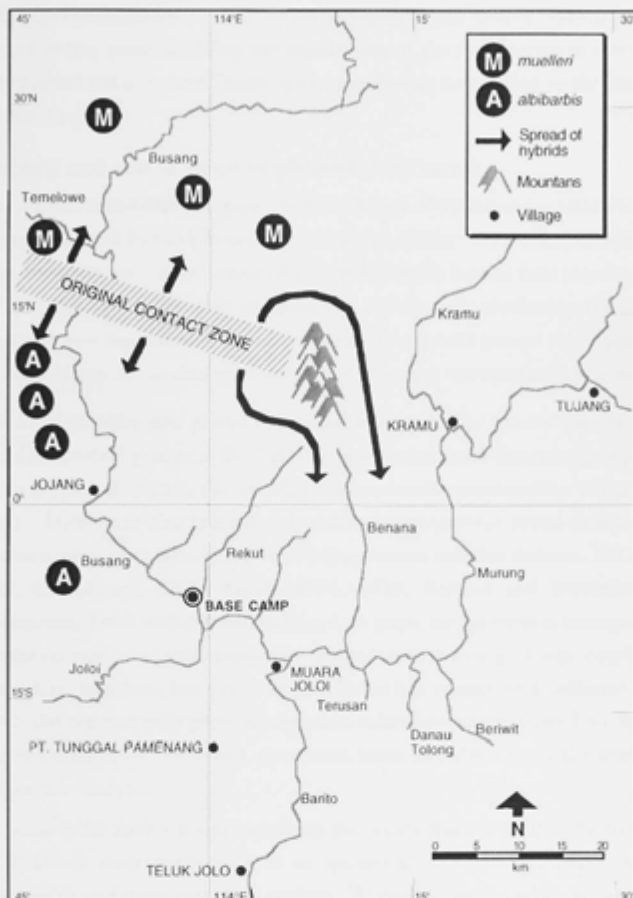 45'
114°E
15'
30'
M muelleri
A albibarbis
Spread of
hybrids
Mountans
Village
30'N
M
Busang
M
Temelowe
M
M
ORIGINAL CONTACT ZONE
15'N
Kramu
A
A
TUJANG
KRAMU
A
JOJANG
0°
Benana
Rekut
Busang
Murung
A
BASE CAMP
Joloi
MUARA
JOLOI
15'S
Terusan
Beriwit
Danau
Tolong
PT. TUNGGAL PAMENANG
Barito
N
TELUK JOLO
0 5 10 15 20
km
45'
114°E
15'
30'